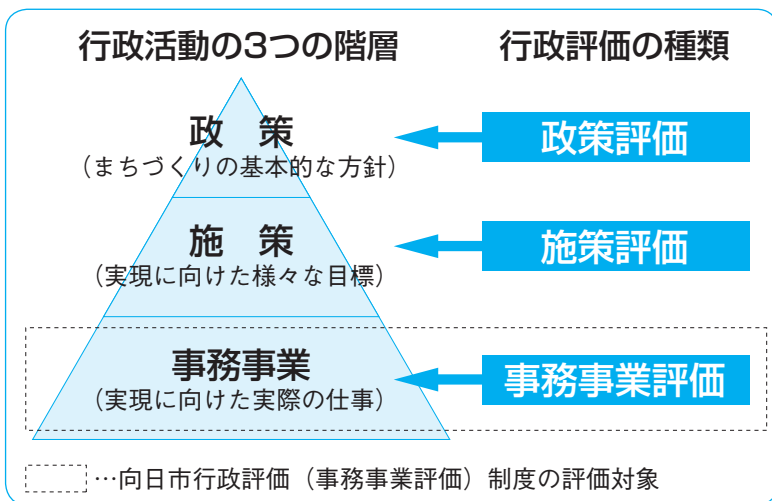 行政活動の3つの階層
行政評価の種類
政　策
(まちづくりの基本的な方針)
政策評価
施　策
(実現に向けた様々な目標)
施策評価
事務事業
(実現に向けた実際の仕事)
事務事業評価
…向日市行政評価（事務事業評価）制度の評価対象